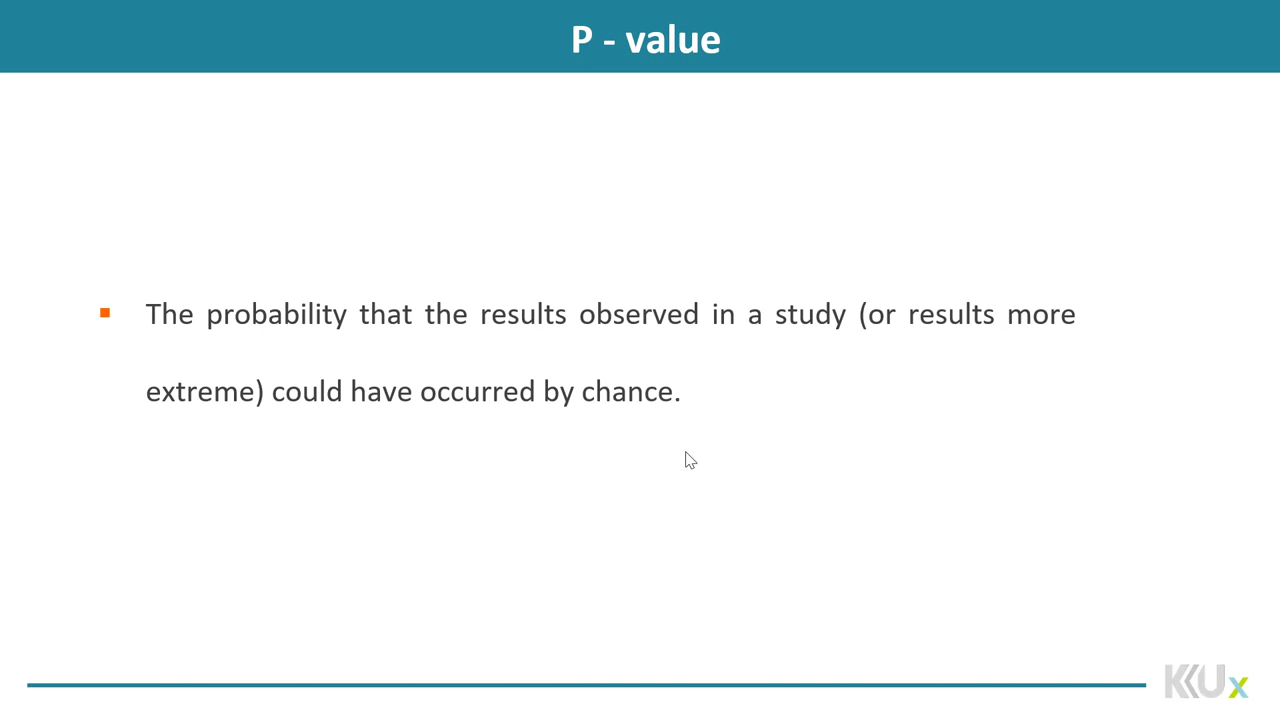 P - value
▪ The probability that the results observed in a study (or results more
extreme) could have occurred by chance.
KKUx